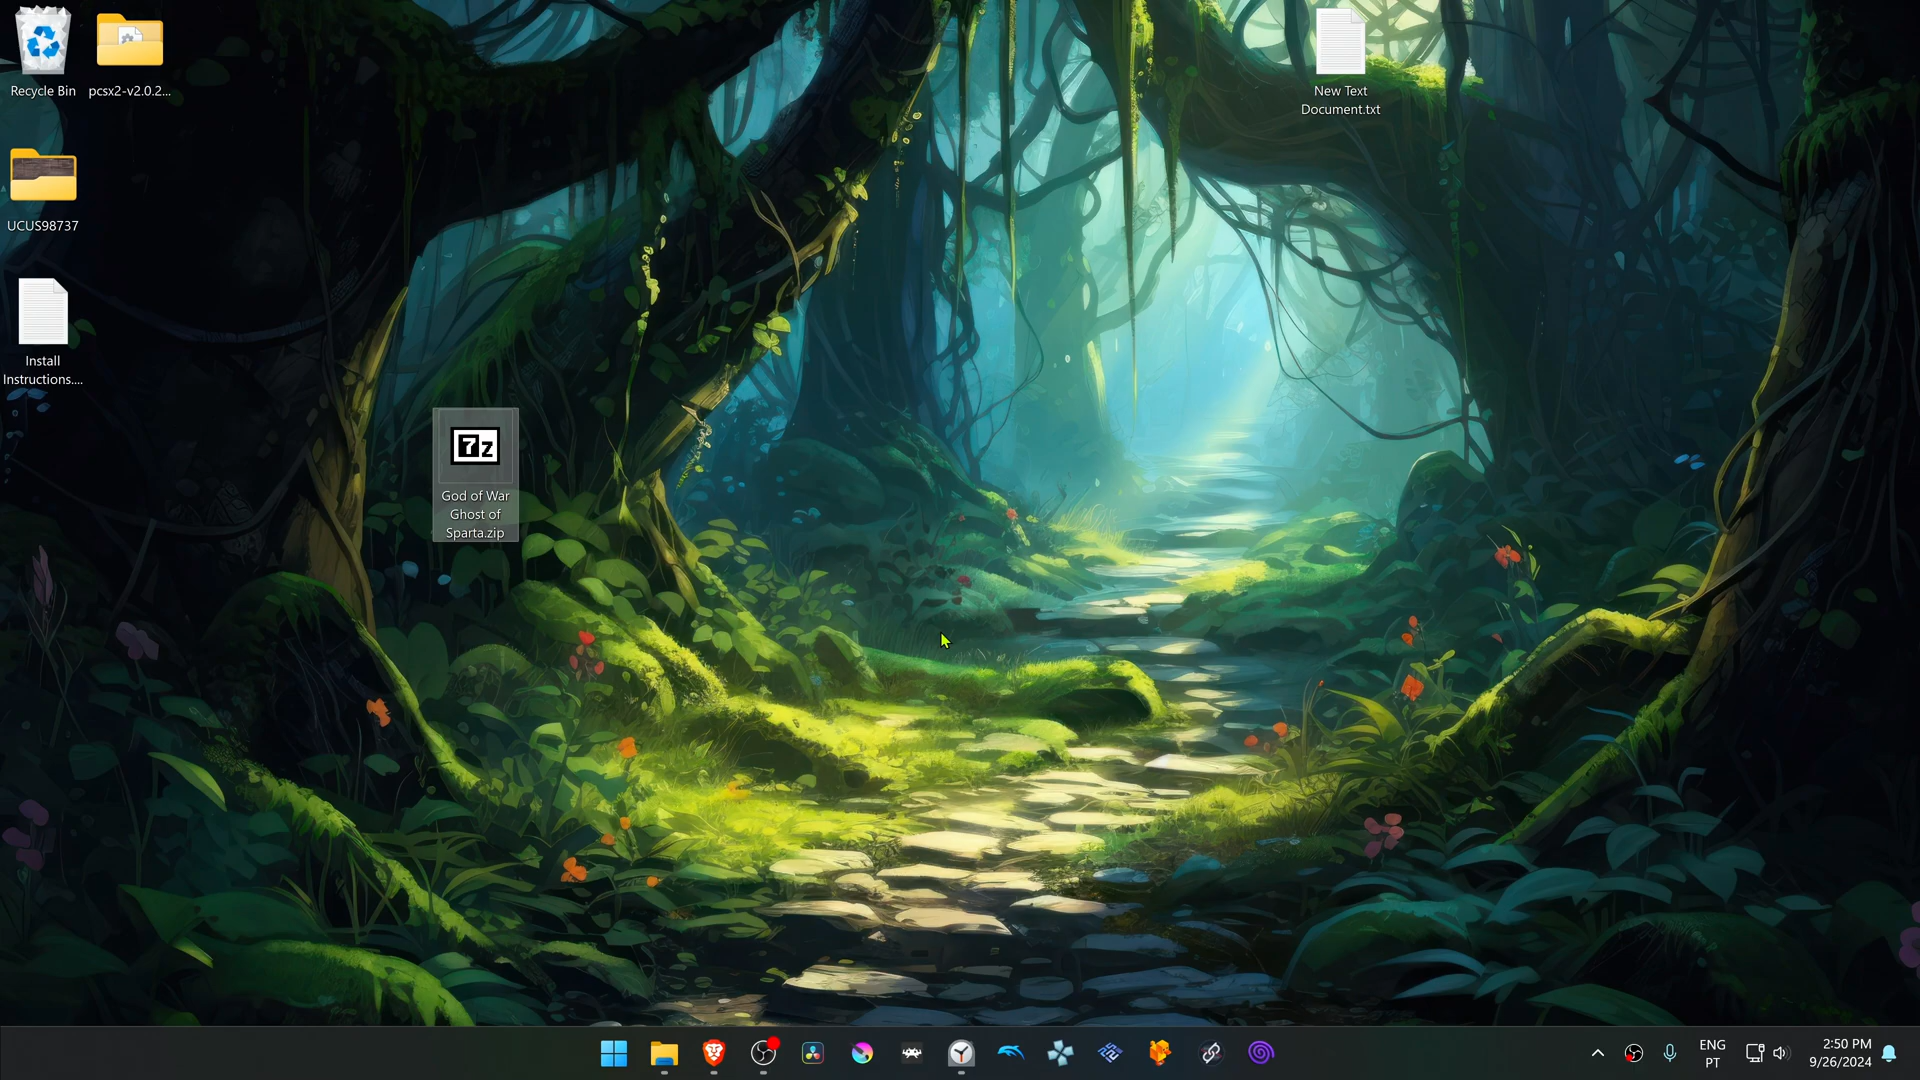 Recycle Bin
pcsx2-v2.0.2...
New Text
Document.txt
UCUS98737
Install
Instructions....
7z
God of War
Ghost of
Sparta.zip
ENG
PT
2:50 PM
9/26/2024